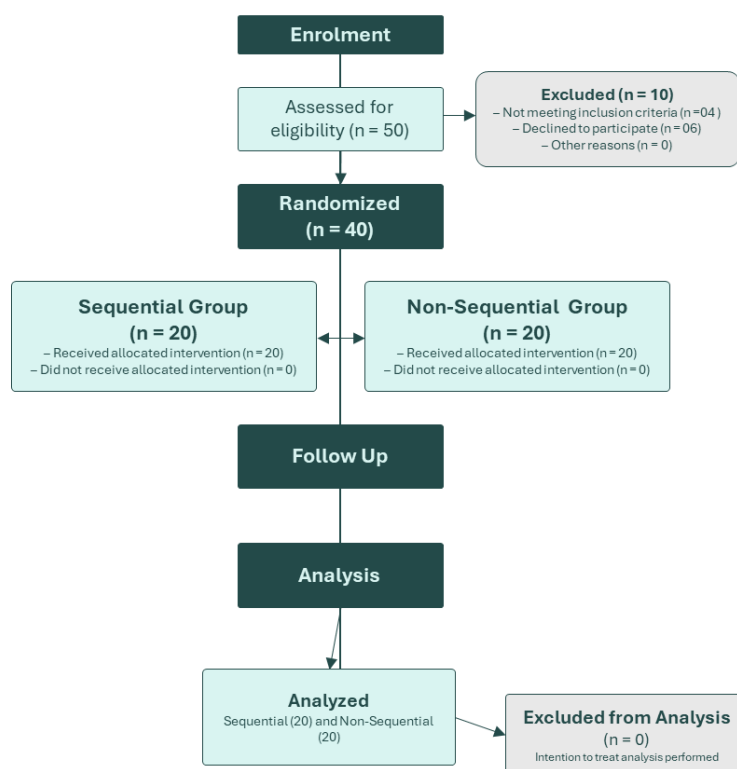 Enrolment
Assessed for
eligibility (n = 50)
Excluded (n = 10)
– Not meeting inclusion criteria (n =04 )
– Declined to participate (n = 06)
– Other reasons (n = 0)
Randomized
(n = 40)
Sequential Group
(n = 20)
– Received allocated intervention (n = 20)
– Did not receive allocated intervention (n = 0)
Non-Sequential Group
(n = 20)
– Received allocated intervention (n = 20)
– Did not receive allocated intervention (n = 0)
Follow Up
Analysis
Analyzed
Sequential (20) and Non-Sequential
(20)
Excluded from Analysis
(n = 0)
Intention to treat analysis performed